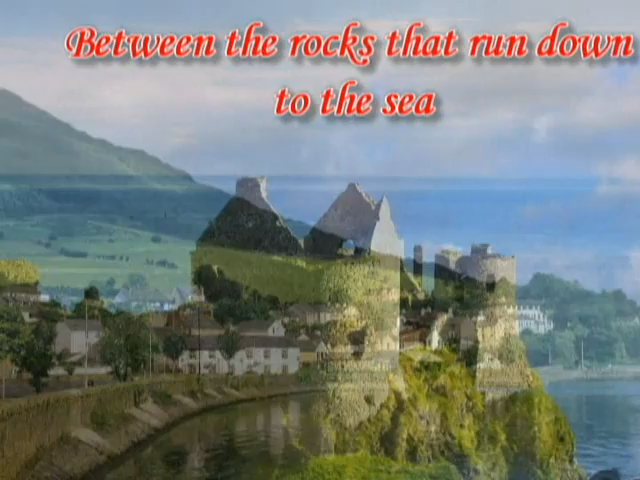 Between the rocks that run down
to the sea